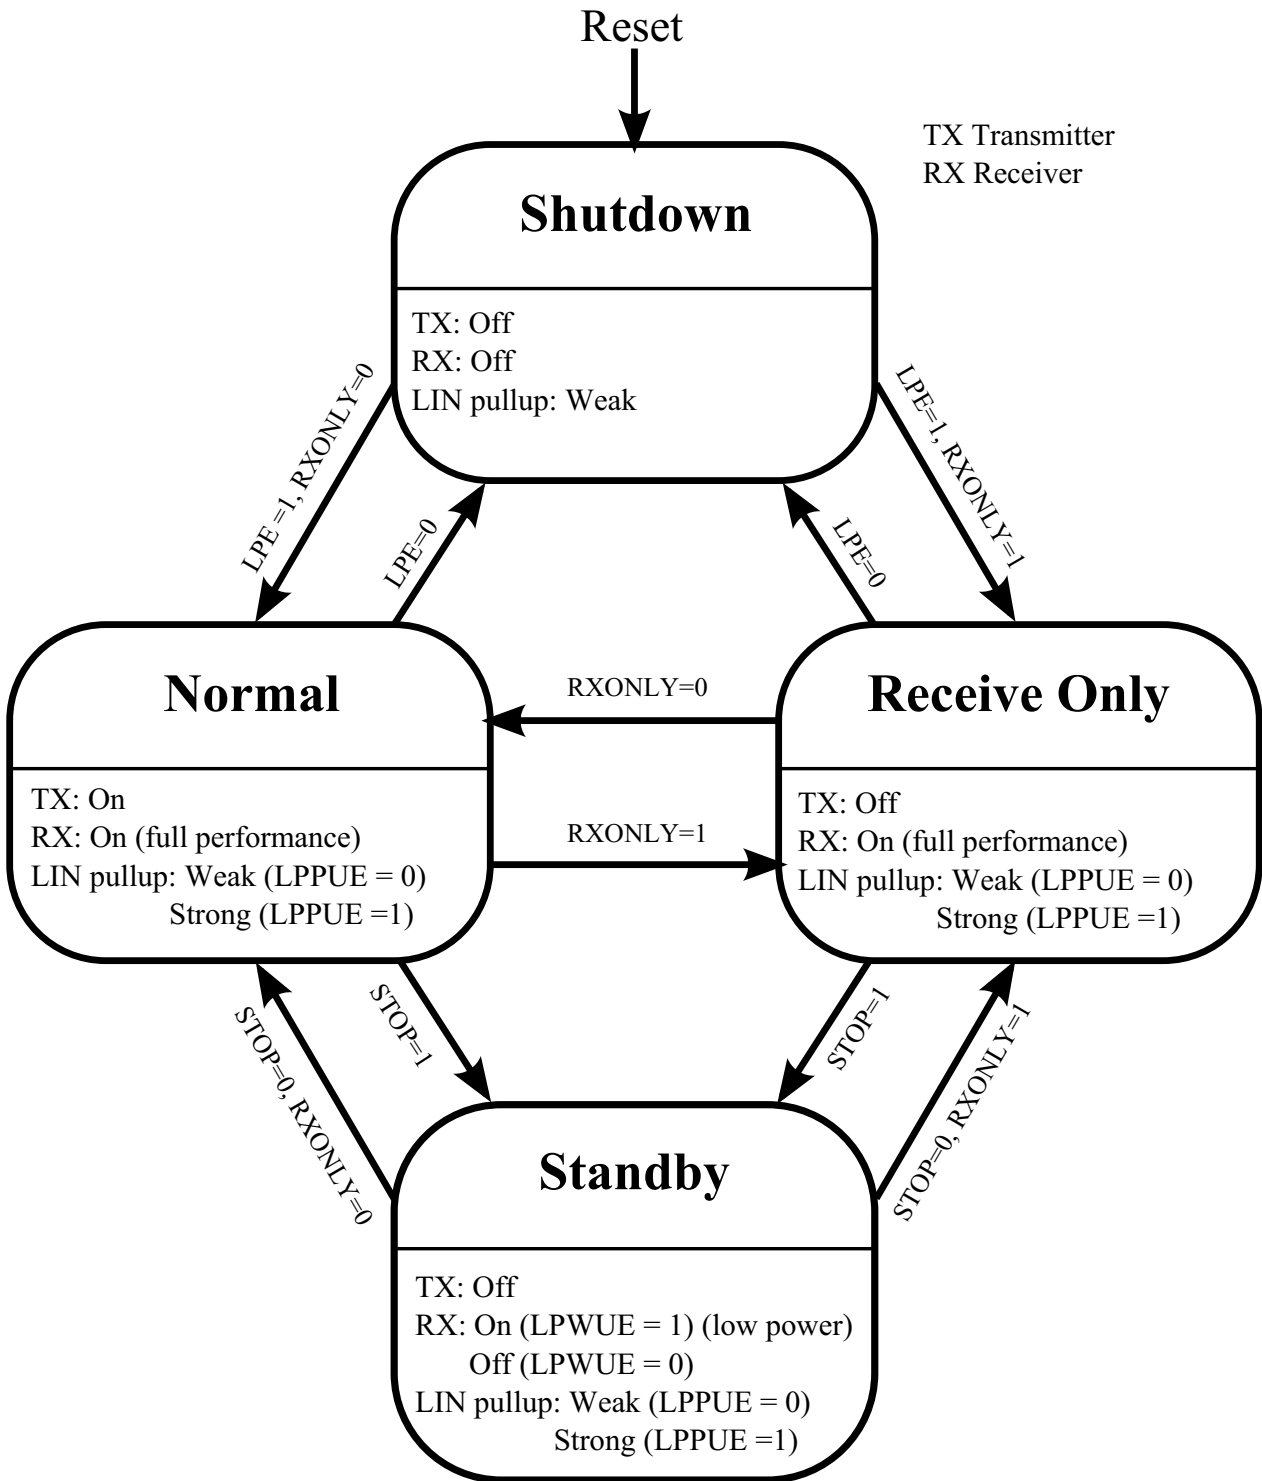 Reset
TX Transmitter
RX Receiver
Shutdown
TX: Off
RX: Off
LIN pullup: Weak
LPE =1, RXONLY=0
LPE=0
LPE=0
LPE=1, RXONLY=1
Normal
TX: On
RX: On (full performance)
LIN pullup: Weak (LPPUE = 0)
Strong (LPPUE =1)
RXONLY=0
RXONLY=1
Receive Only
TX: Off
RX: On (full performance)
LIN pullup: Weak (LPPUE = 0)
Strong (LPPUE =1)
STOP=0, RXONLY=0
STOP=1
STOP=1
STOP=0, RXONLY=1
Standby
TX: Off
RX: On (LPWUE = 1) (low power)
Off (LPWUE = 0)
LIN pullup: Weak (LPPUE = 0)
Strong (LPPUE =1)